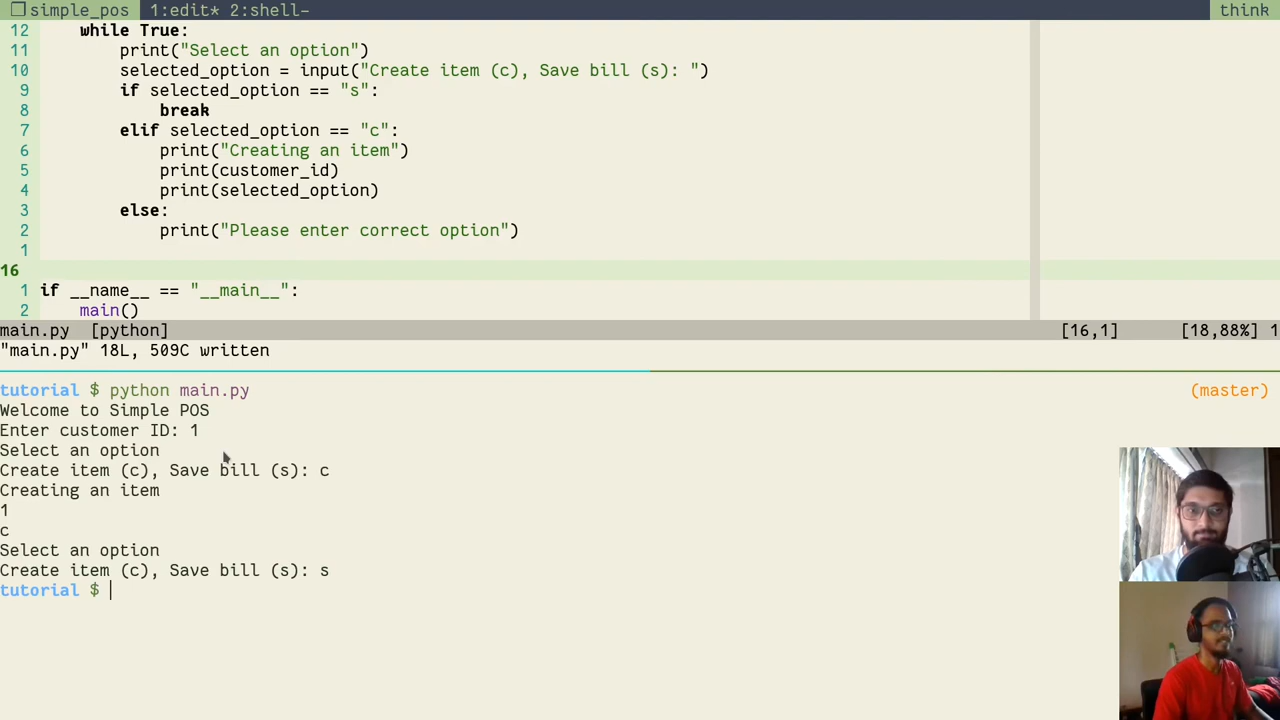 ❐ simple_pos 1:edit* 2:shell- think
12 while True:
11 print("Select an option")
10 selected_option = input("Create item (c), Save bill (s): ")
9 if selected_option == "s":
8 break
7 elif selected_option == "c":
6 print("Creating an item")
5 print(customer_id)
4 print(selected_option)
3 else:
2 print("Please enter correct option")
1
16
1 if __name__ == "__main__":
2 main()
main.py [python] [16,1] [18,88%] 1
"main.py" 18L, 509C written
tutorial $ python main.py (master)
Welcome to Simple POS
Enter customer ID: 1
Select an option
Create item (c), Save bill (s): c
Creating an item
1
c
Select an option
Create item (c), Save bill (s): s
tutorial $